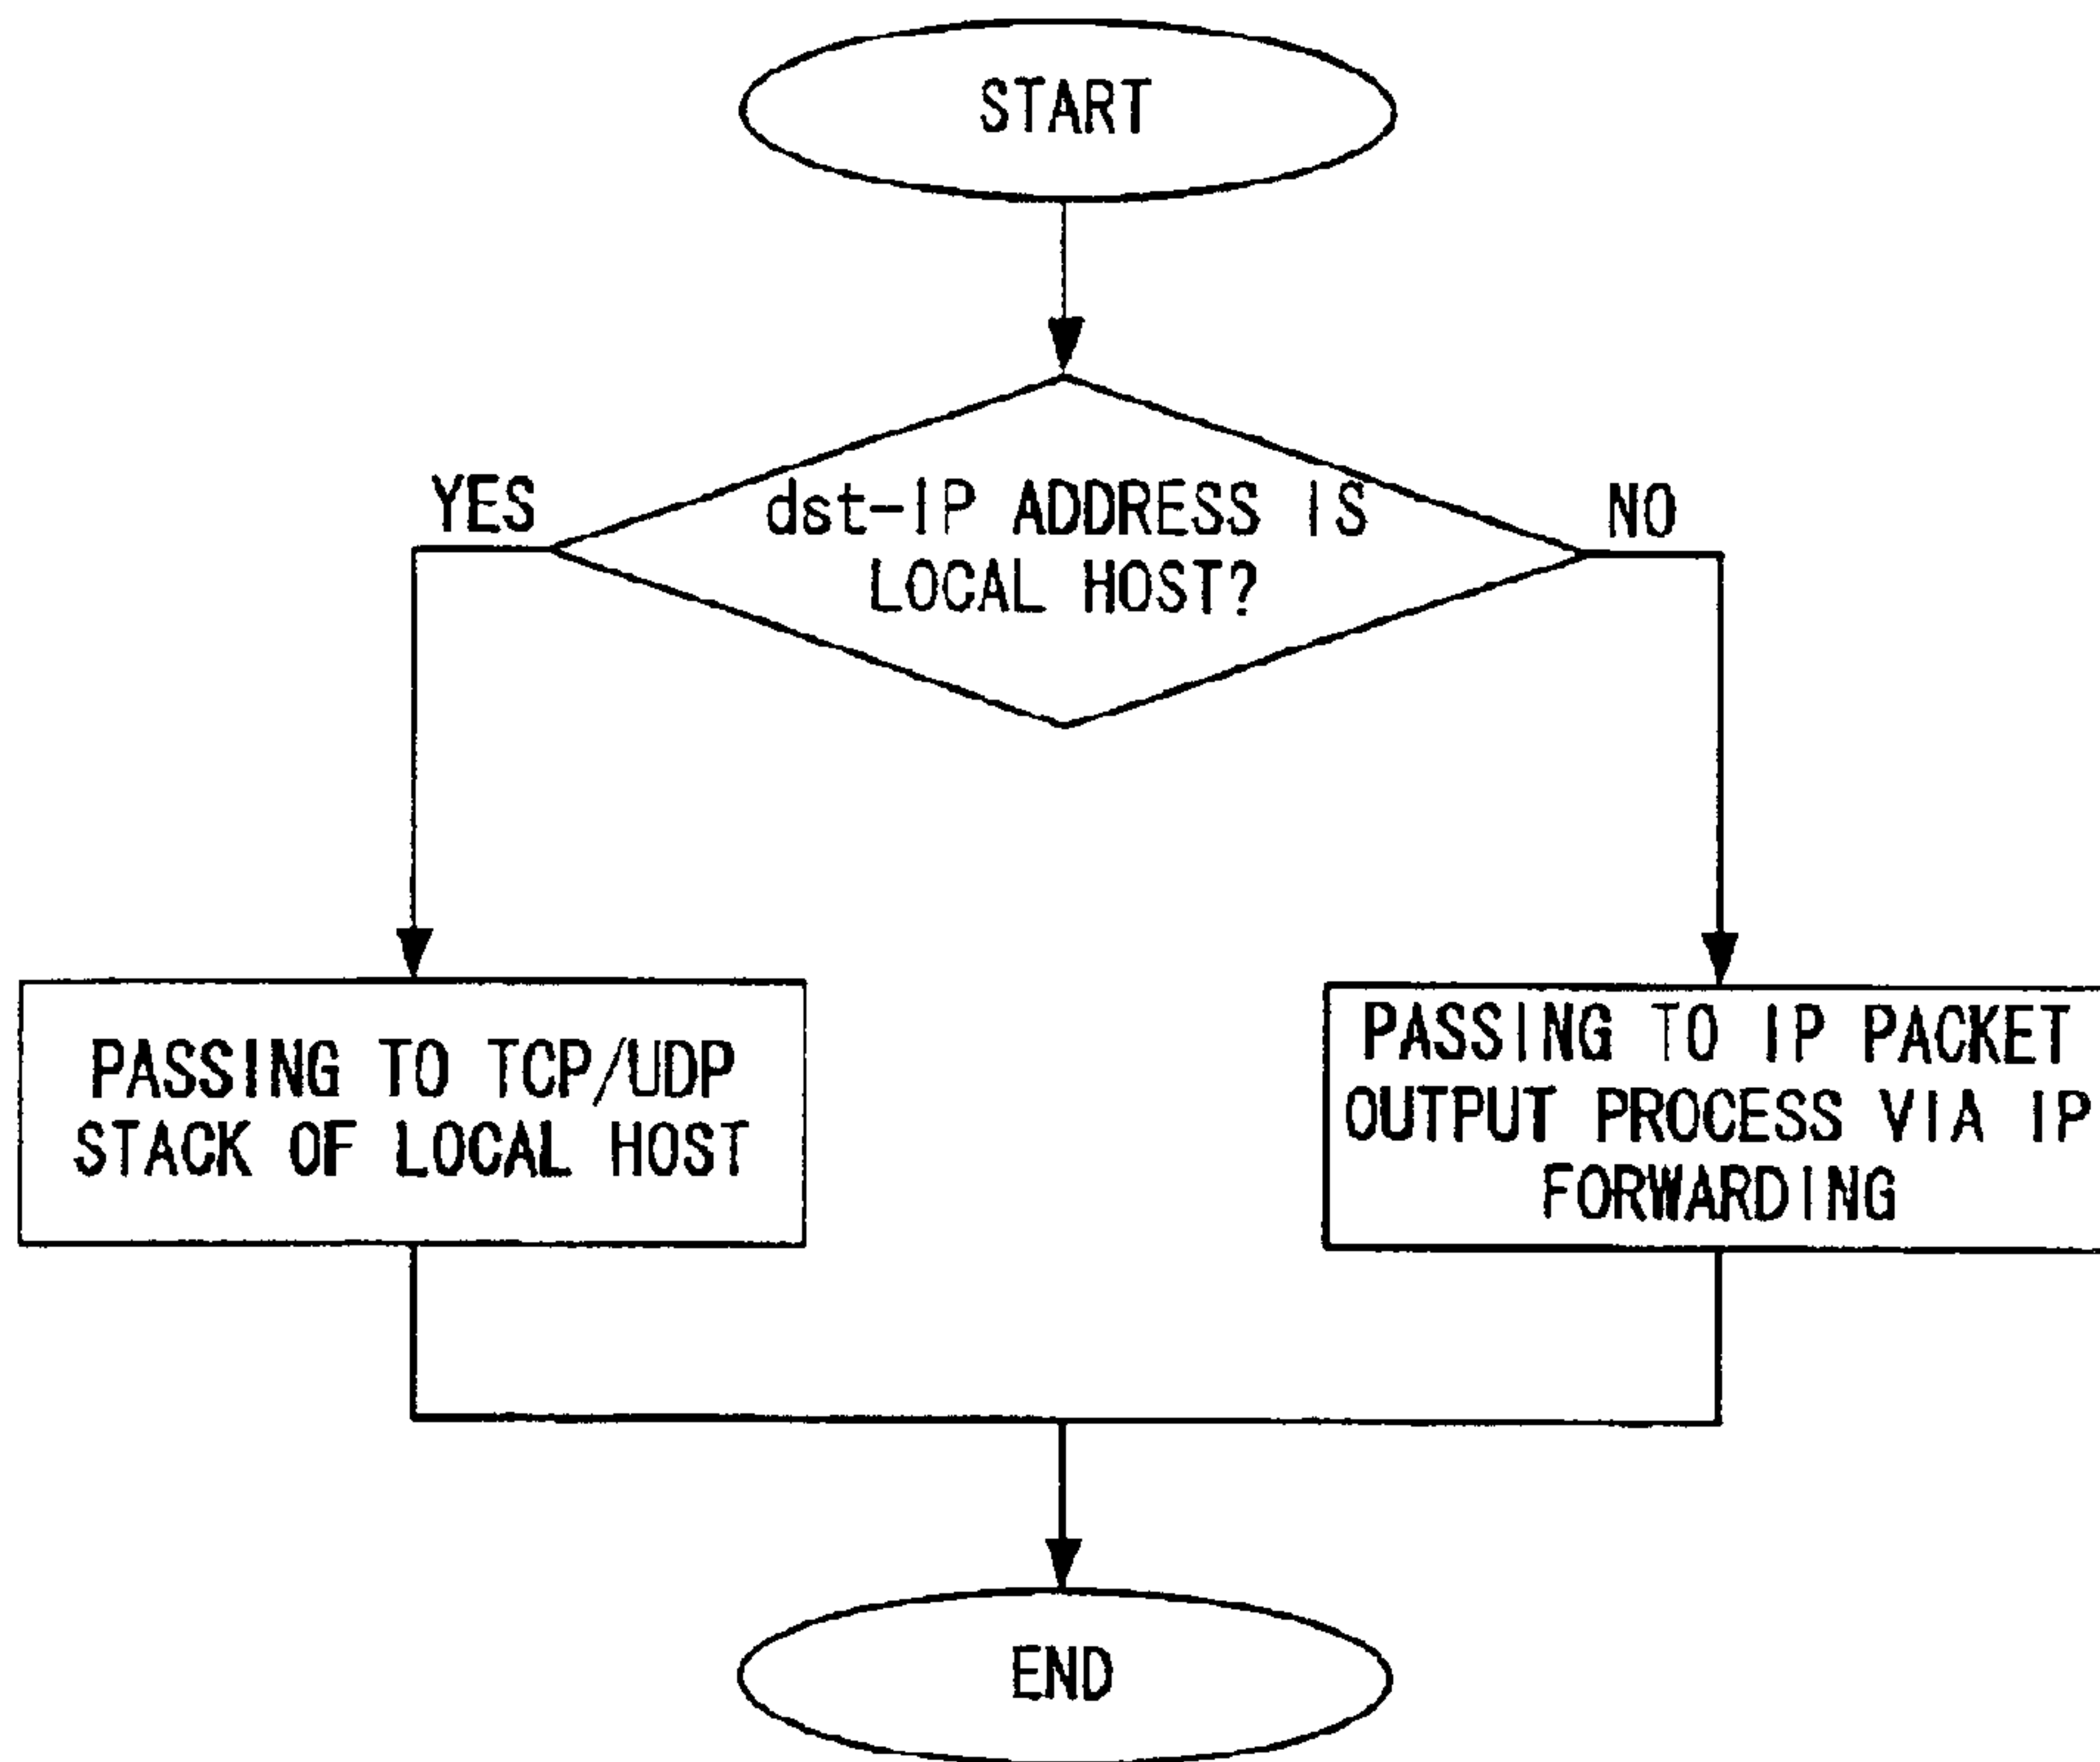 START
dst-IP ADDRESS IS
LOCAL HOST?
YES
NO
PASSING TO TCP/UDP
STACK OF LOCAL HOST
PASSING TO IP PACKET
OUTPUT PROCESS VIA IP
FORWARDING
END